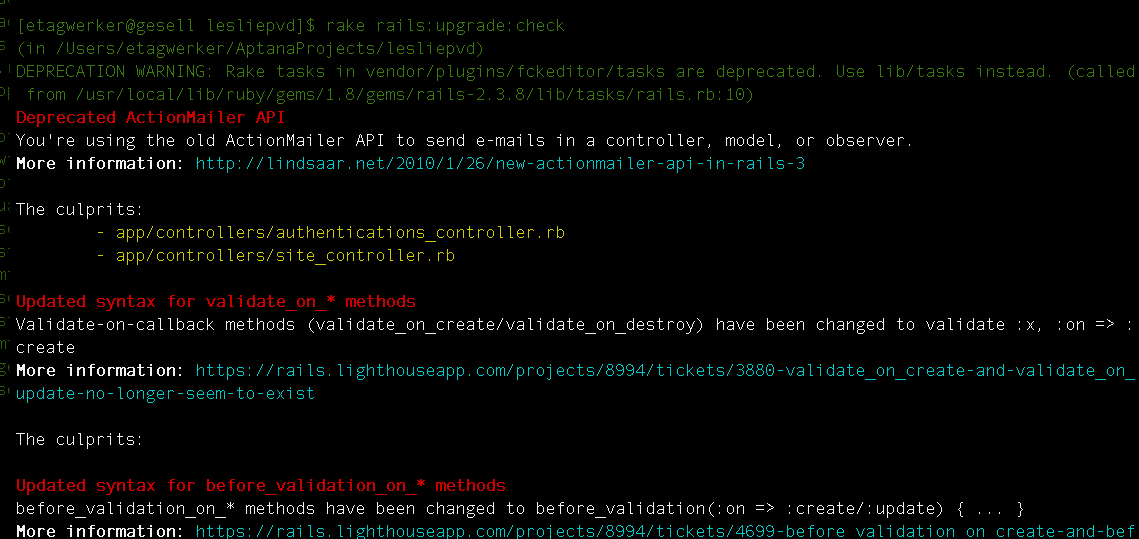 [etagwerker@gesell lesliepvd]$ rake rails:upgrade:check
(in /Users/etagwerker/AptanaProjects/lesliepvd)
DEPRECATION WARNING: Rake tasks in vendor/plugins/fckeditor/tasks are deprecated. Use lib/tasks instead. (called
from /usr/local/lib/ruby/gems/1.8/gems/rails-2.3.8/lib/tasks/rails.rb:10)
Deprecated ActionMailer API
You're using the old ActionMailer API to send e-mails in a controller, model, or observer.
More information: http://lindsaar.net/2010/1/26/new-actionmailer-api-in-rails-3
The culprits:
- app/controllers/authentications_controller.rb
- app/controllers/site_controller.rb
Updated syntax for validate_on_* methods
Validate-on-callback methods (validate_on_create/validate_on_destroy) have been changed to validate :x, :on => :
create
More information: https://rails.lighthouseapp.com/projects/8994/tickets/3880-validate_on_create-and-validate_on_
update-no-longer-seem-to-exist
The culprits:
Updated syntax for before_validation_on_* methods
before_validation_on_* methods have been changed to before_validation(:on => :create/:update) { ... }
More information: https://rails.lighthouseapp.com/projects/8994/tickets/4699-before_validation_on_create-and-bef